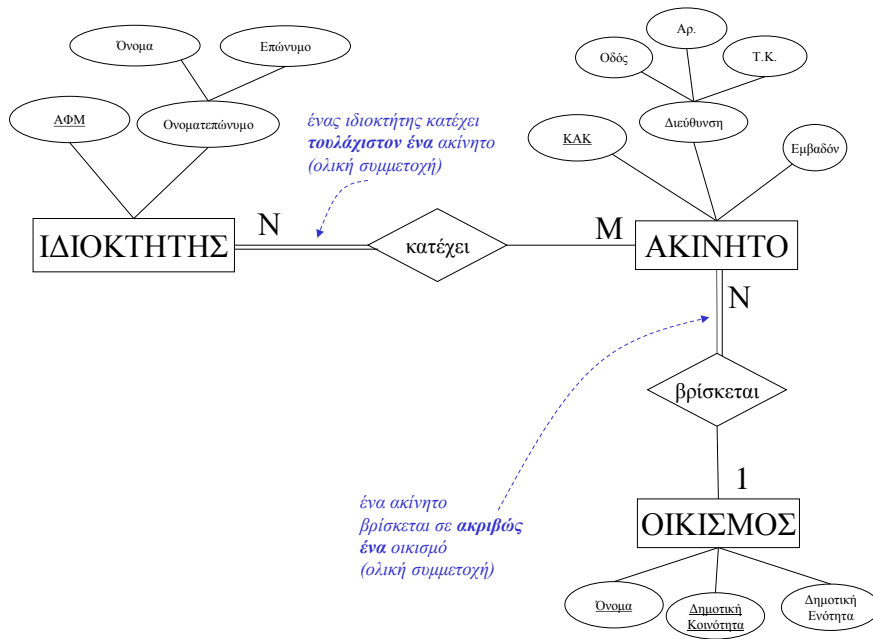 Όνομα
Επώνυμο
ΑΦΜ
Ονοματεπώνυμο
ένας ιδιοκτήτης κατέχει
τουλάχιστον ένα ακίνητο
(ολική συμμετοχή)
Αρ.
Οδός
Τ.Κ.
Διεύθυνση
ΚΑΚ
Εμβαδόν
ΙΔΙΟΚΤΗΤΗΣ
N
κατέχει
M
ΑΚΙΝΗΤΟ
N
βρίσκεται
1
ένα ακίνητο
βρίσκεται σε ακριβώς
ένα οικισμό
(ολική συμμετοχή)
ΟΙΚΙΣΜΟΣ
Όνομα
Δημοτική
Κοινότητα
Δημοτική
Ενότητα